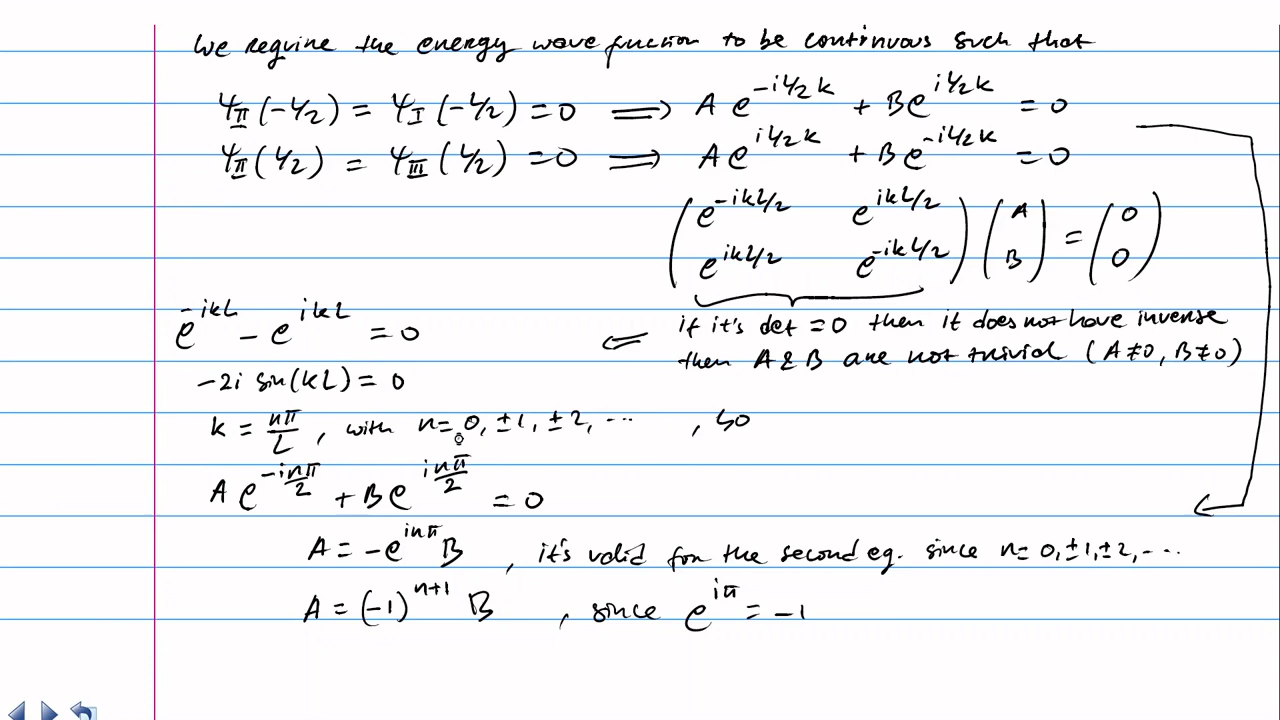 We require the energy wave function to be continuous such that
Ψ_II(-L/2) = Ψ_I(-L/2) = 0 ⟹ A e^{-iL/2 k} + B e^{iL/2 k} = 0
Ψ_II(L/2) = Ψ_III(L/2) = 0 ⟹ A e^{iL/2 k} + B e^{-iL/2 k} = 0
( e^{-ikL/2} e^{ikL/2} ) ( A ) = ( 0 )
( e^{ikL/2} e^{-ikL/2} ) ( B ) ( 0 )
if it's det = 0 then it does not have inverse
then A & B are not trivial (A≠0, B≠0)
e^{-ikL} - e^{ikL} = 0 ⇐
-2i sin(kL) = 0
k = nπ/L, with n = 0, ±1, ±2, ... , so
A e^{-inπ/2} + B e^{inπ/2} = 0
A = -e^{inπ} B , it's valid for the second eq. since n = 0, ±1, ±2, ...
A = (-1)^{n+1} B , since e^{iπ} = -1